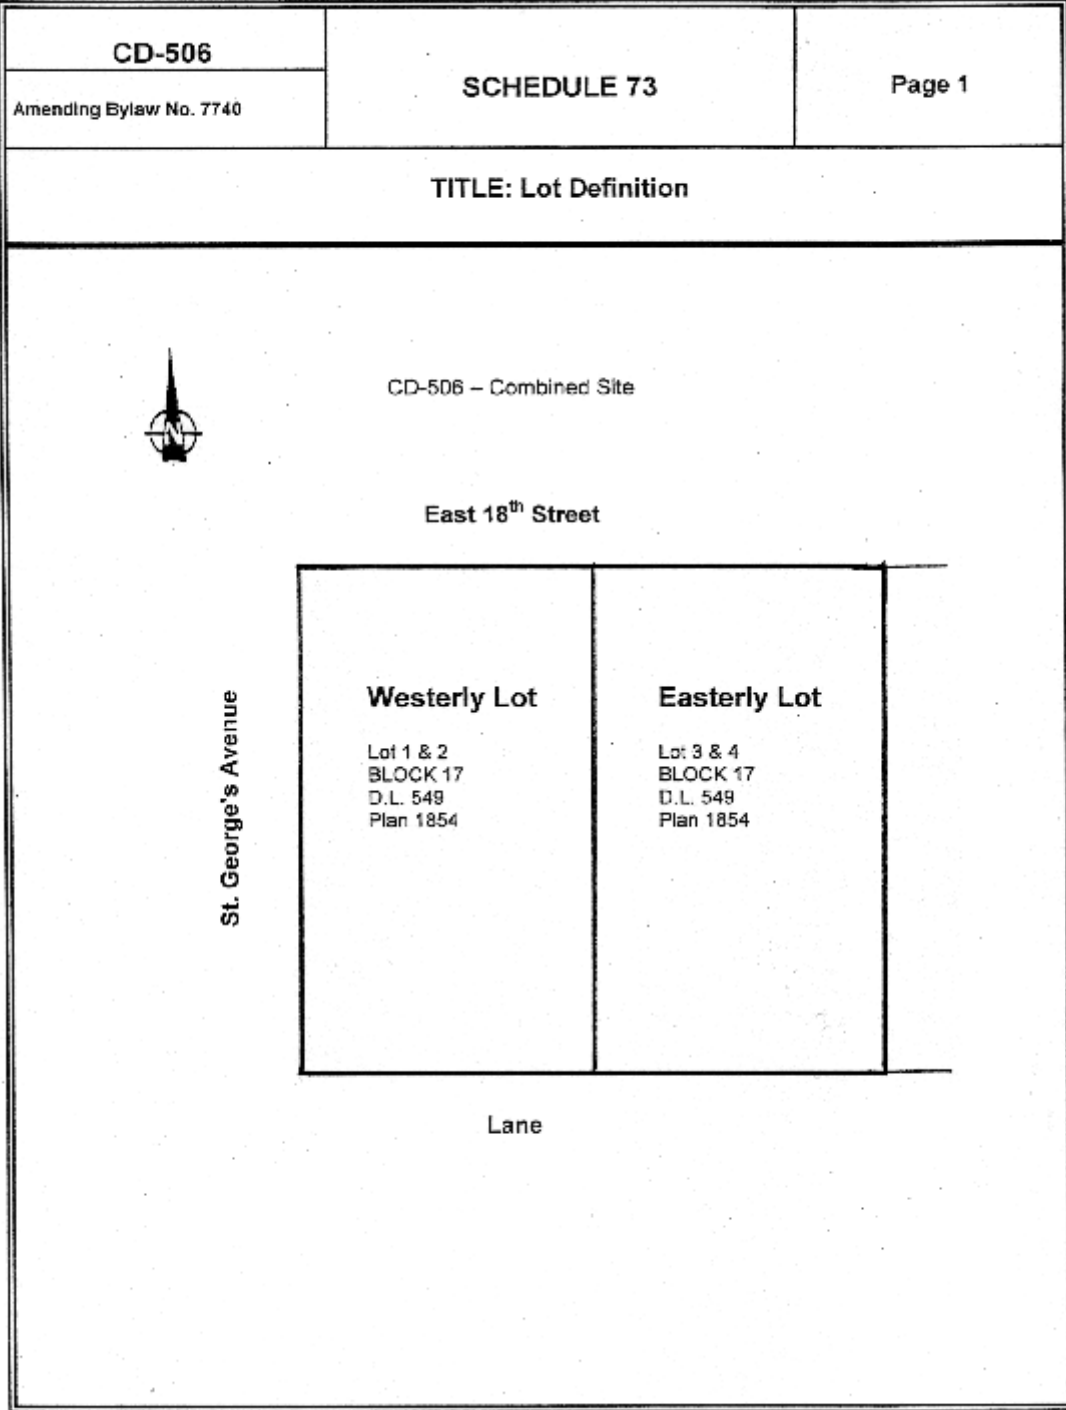 CD-506
Amending Bylaw No. 7740
SCHEDULE 73
Page 1
TITLE: Lot Definition
N
CD-506 – Combined Site
East 18th Street
St. George's Avenue
Westerly Lot
Lot 1 & 2
BLOCK 17
D.L. 549
Plan 1854
Easterly Lot
Lot 3 & 4
BLOCK 17
D.L. 549
Plan 1854
Lane